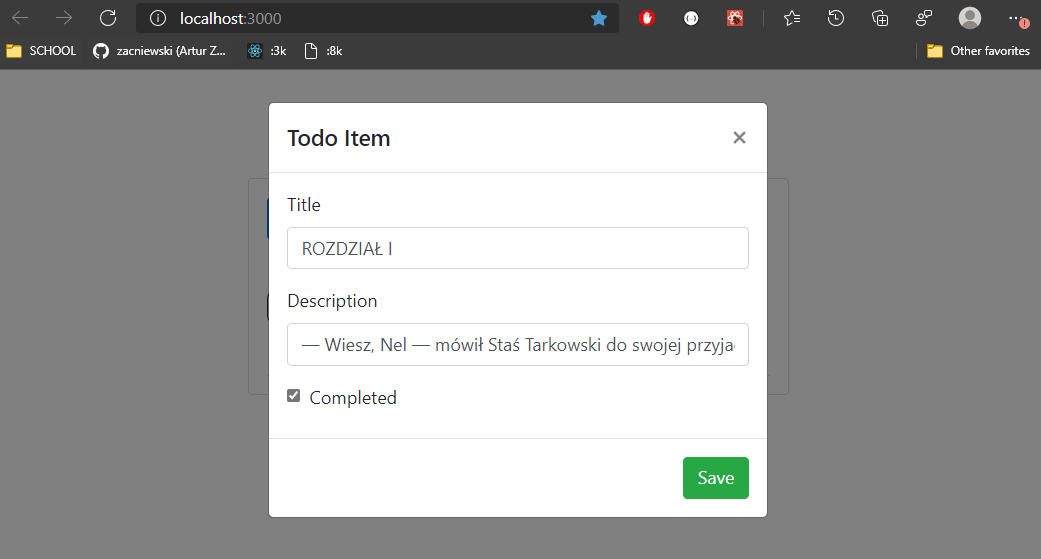 localhost:3000
SCHOOL
zacniewski (Artur Z...
:3k
:8k
Other favorites
Todo Item
×
Title
ROZDZIAŁ I
Description
— Wiesz, Nel — mówił Staś Tarkowski do swojej przyja
Completed
Save